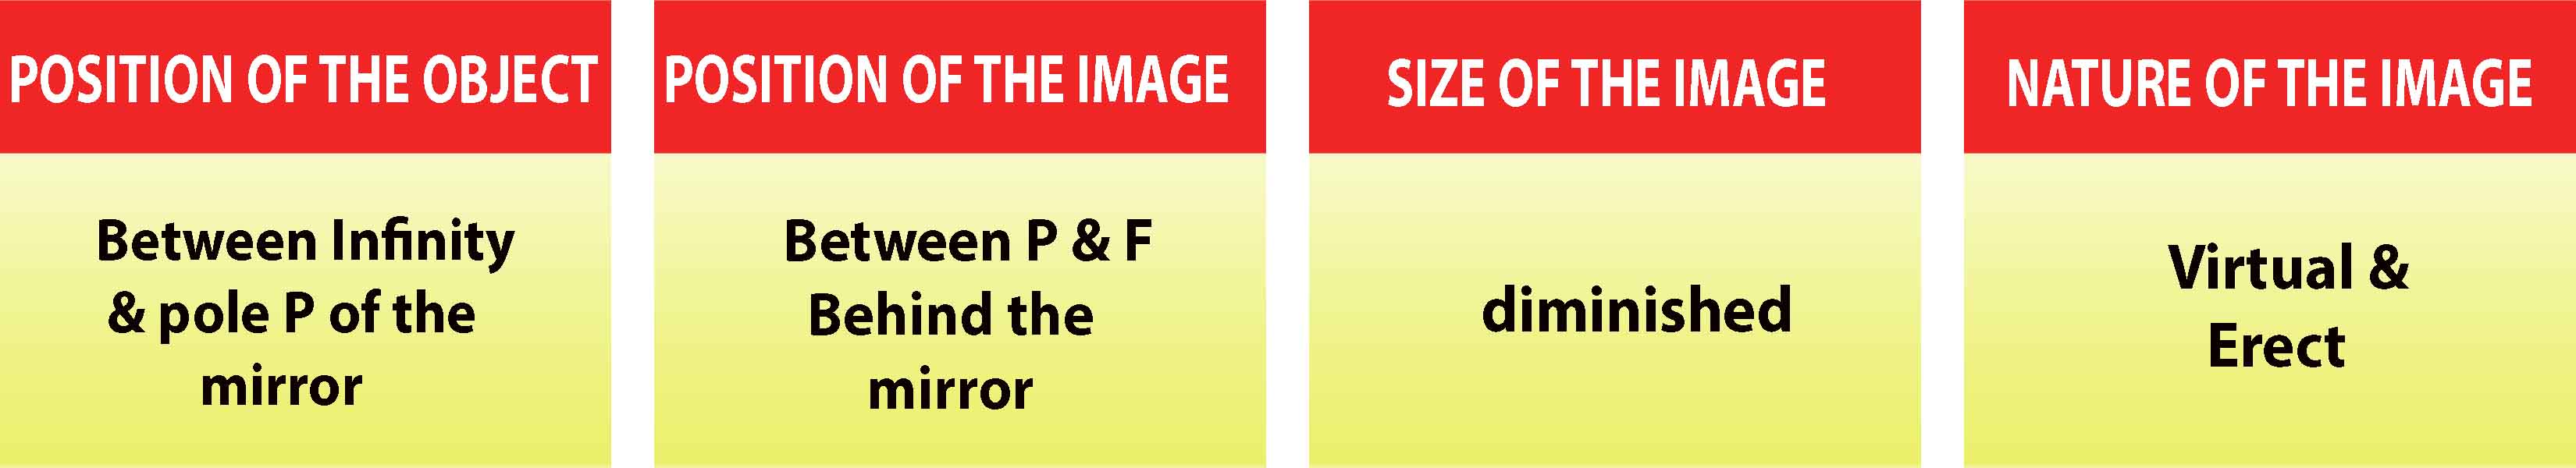 POSITION OF THE OBJECT
Between Infinity
& pole P of the
mirror
POSITION OF THE IMAGE
Between P & F
Behind the
mirror
SIZE OF THE IMAGE
diminished
NATURE OF THE IMAGE
Virtual &
Erect